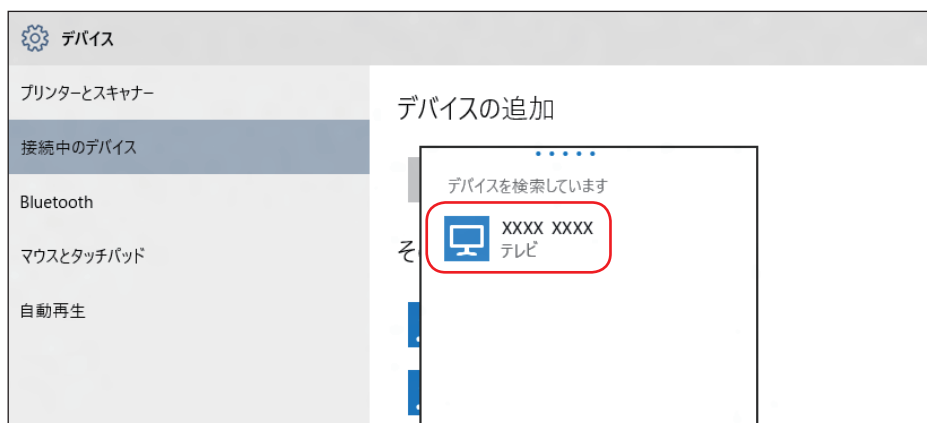 デバイス
プリンターとスキャナー
接続中のデバイス
Bluetooth
マウスとタッチパッド
自動再生
デバイスの追加
デバイスを検索しています
XXXX XXXX
テレビ
そ